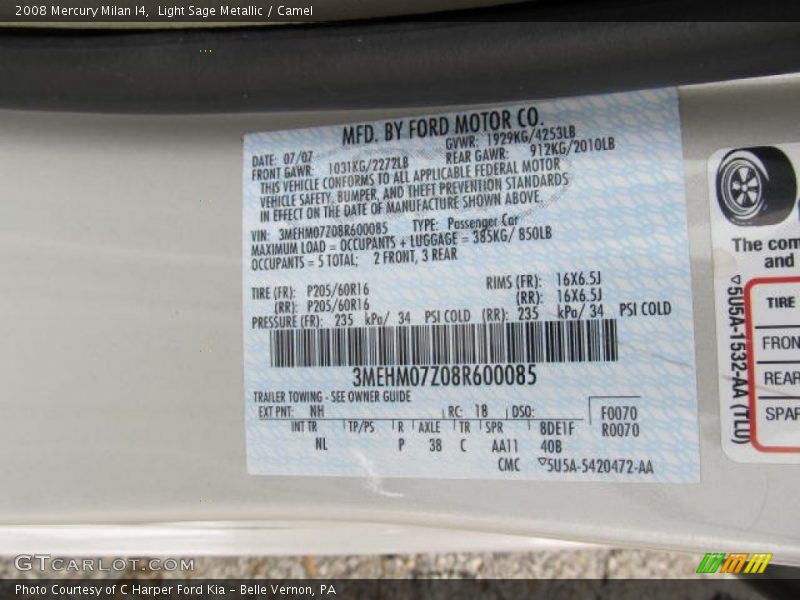 2008 Mercury Milan I4, Light Sage Metallic / Camel
MFD. BY FORD MOTOR CO.
DATE: 07/07 GVWR: 1929KG/4253LB
FRONT GAWR: 1031KG/2272LB REAR GAWR: 912KG/2010LB
THIS VEHICLE CONFORMS TO ALL APPLICABLE FEDERAL MOTOR
VEHICLE SAFETY, BUMPER, AND THEFT PREVENTION STANDARDS
IN EFFECT ON THE DATE OF MANUFACTURE SHOWN ABOVE.
VIN: 3MEHM07Z08R600085 TYPE: Passenger Car
MAXIMUM LOAD = OCCUPANTS + LUGGAGE = 385KG/ 850LB
OCCUPANTS = 5 TOTAL; 2 FRONT, 3 REAR
TIRE (FR): P205/60R16 RIMS (FR): 16X6.5J
(RR): P205/60R16 (RR): 16X6.5J
PRESSURE (FR): 235 kPa/ 34 PSI COLD (RR): 235 kPa/ 34 PSI COLD
3MEHM07Z08R600085
TRAILER TOWING - SEE OWNER GUIDE
EXT PNT: NH RC: 18 DSO: F0070
INT TR TP/PS R AXLE TR SPR 8DE1F R0070
NL P 38 C AA11 40B
CMC ▽5U5A-5420472-AA
The com
and
▽5U5A-1532-AA (TL0)
TIRE
FRON
REAR
SPAR
GTCARLOT.COM
Photo Courtesy of C Harper Ford Kia - Belle Vernon, PA